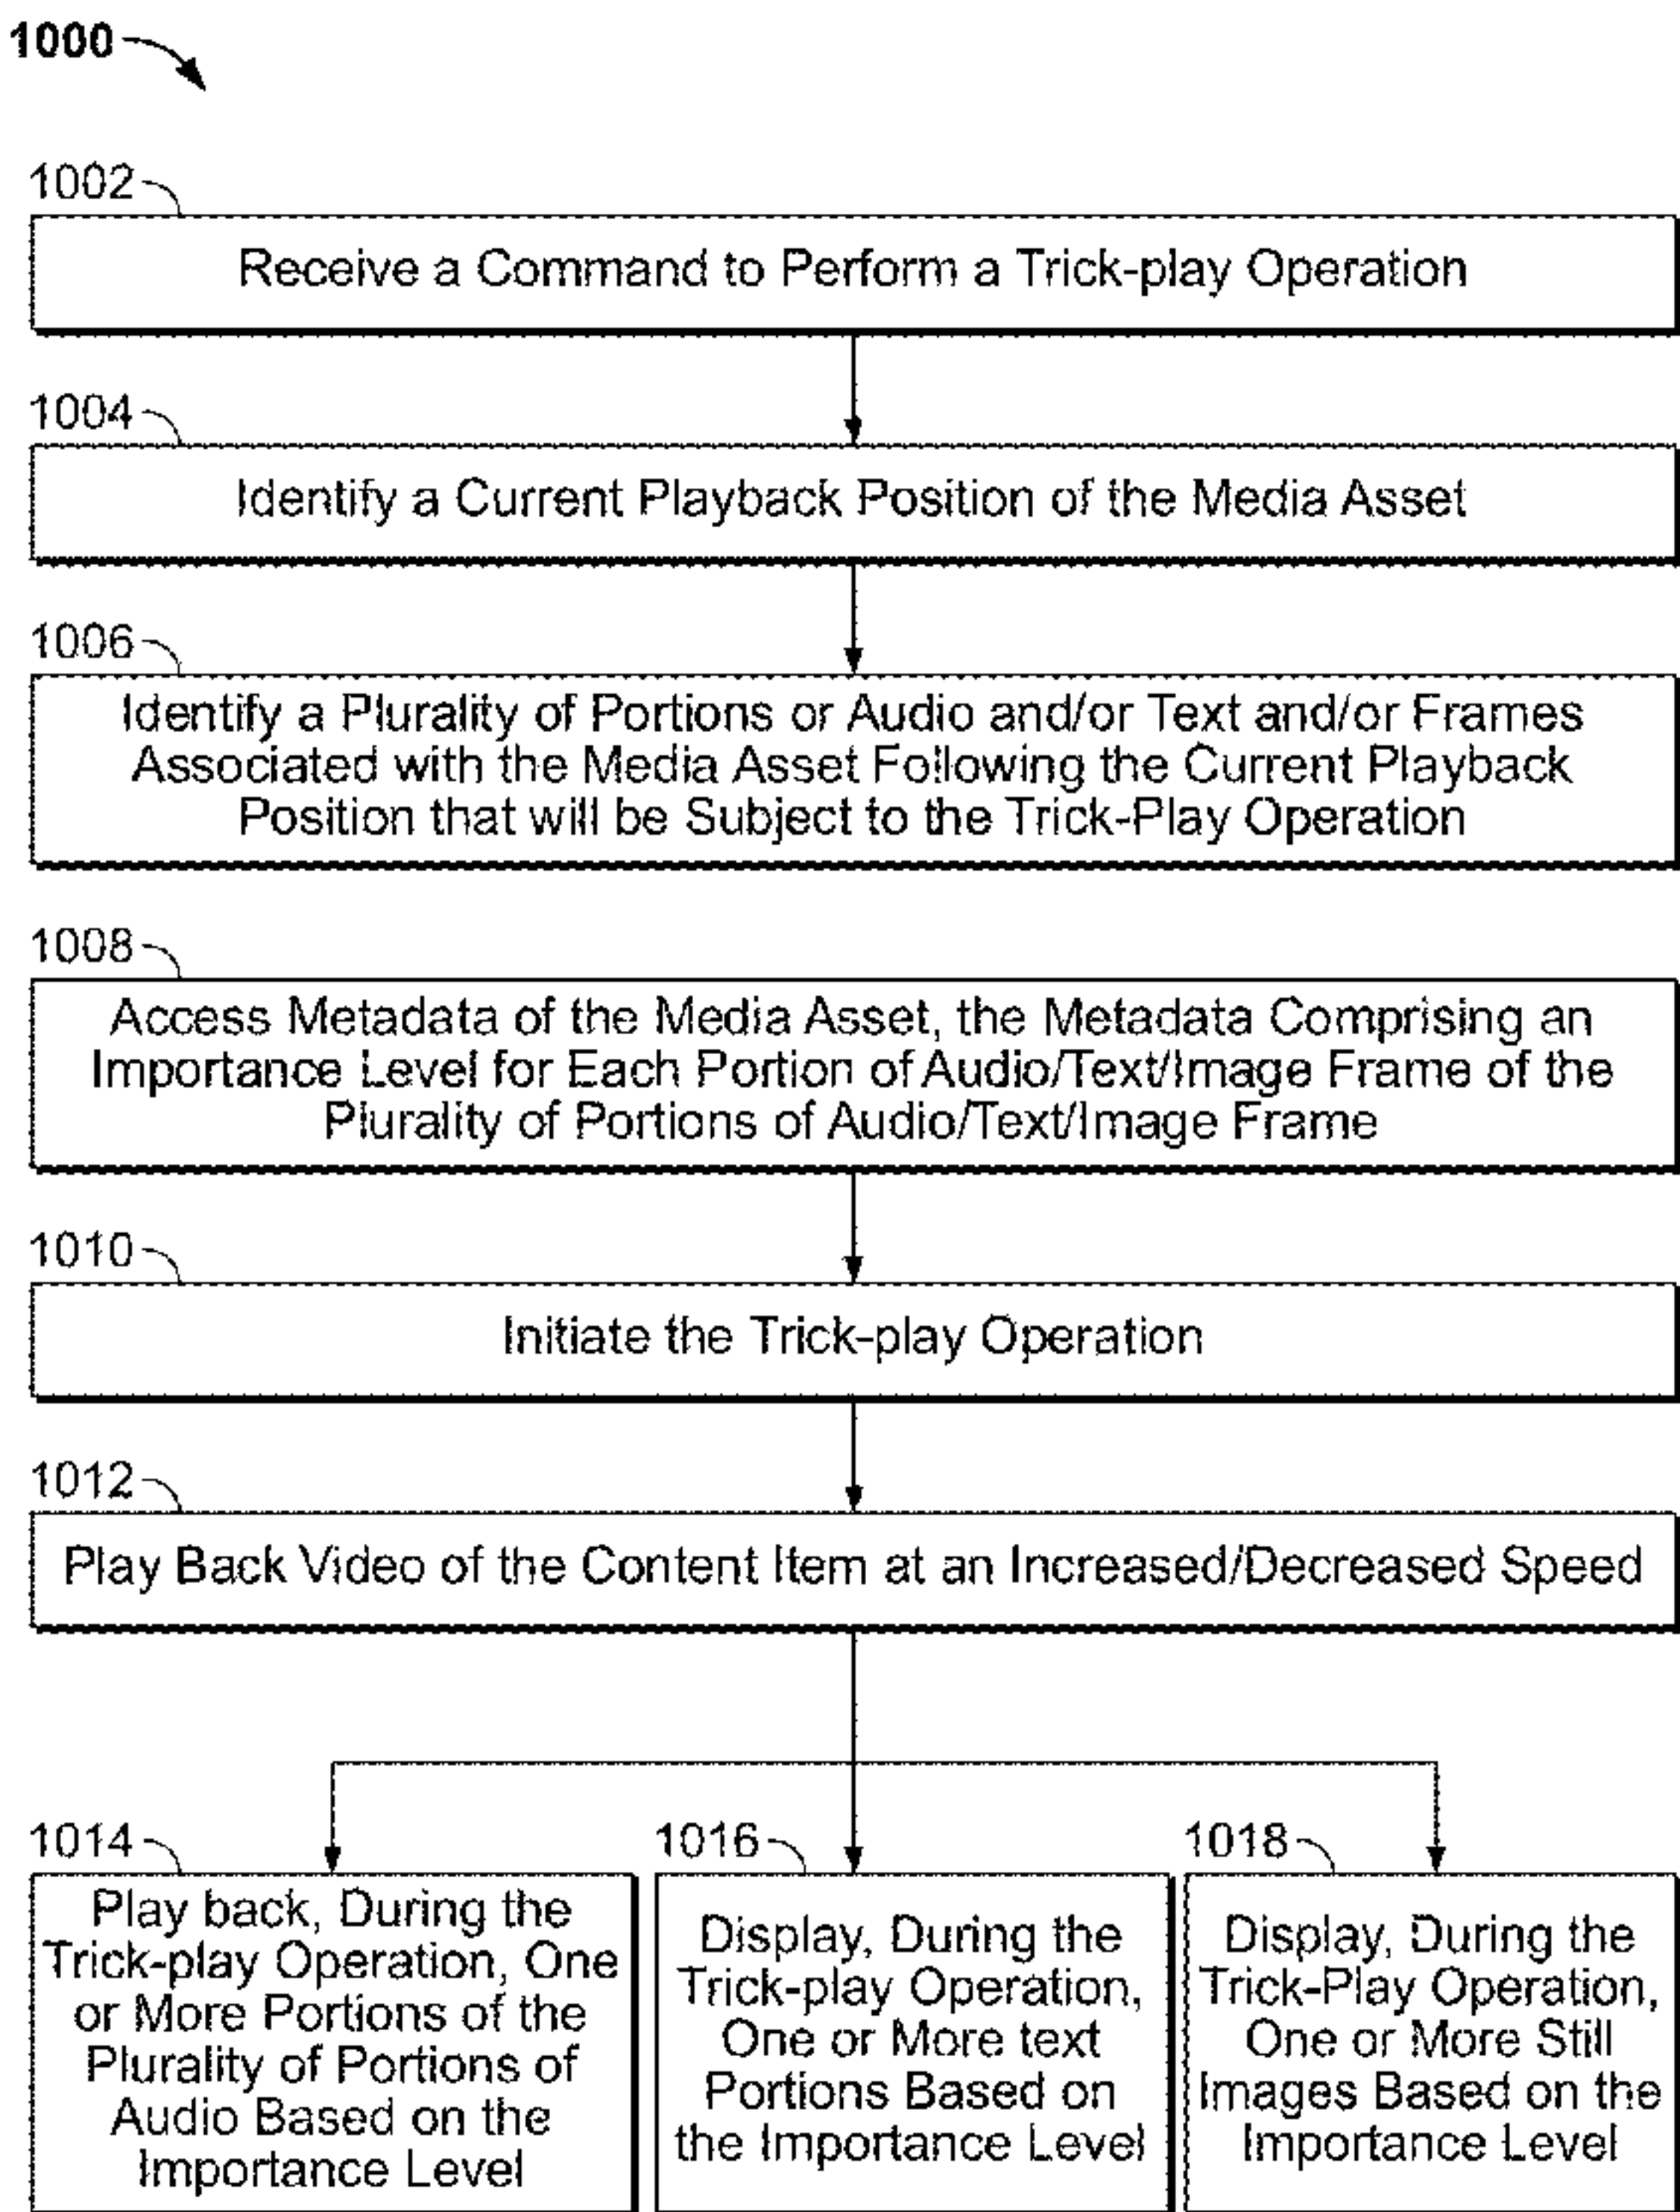 1000
1002
Receive a Command to Perform a Trick-play Operation
1004
Identify a Current Playback Position of the Media Asset
1006
Identify a Plurality of Portions or Audio and/or Text and/or Frames
Associated with the Media Asset Following the Current Playback
Position that will be Subject to the Trick-Play Operation
1008
Access Metadata of the Media Asset, the Metadata Comprising an
Importance Level for Each Portion of Audio/Text/Image Frame of the
Plurality of Portions of Audio/Text/Image Frame
1010
Initiate the Trick-play Operation
1012
Play Back Video of the Content Item at an Increased/Decreased Speed
1014
Play back, During the
Trick-play Operation, One
or More Portions of the
Plurality of Portions of
Audio Based on the
Importance Level
1016
Display, During the
Trick-play Operation,
One or More text
Portions Based on
the Importance Level
1018
Display, During the
Trick-Play Operation,
One or More Still
Images Based on the
Importance Level